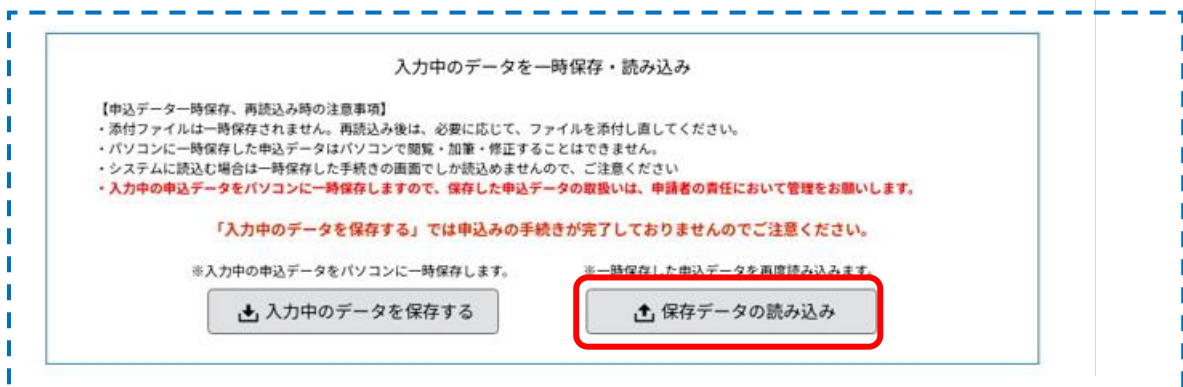 入力中のデータを一時保存・読み込み
【申込データ一時保存、再読込み時の注意事項】
・添付ファイルは一時保存されません。再読込み後は、必要に応じて、ファイルを添付し直してください。
・パソコンに一時保存した申込データはパソコンで閲覧・加筆・修正することはできません。
・システムに読込む場合は一時保存した手続きの画面でしか読込めませんので、ご注意ください
・入力中の申込データをパソコンに一時保存しますので、保存した申込データの取扱いは、申請者の責任において管理をお願いします。
「入力中のデータを保存する」では申込みの手続きが完了しておりませんのでご注意ください。
※入力中の申込データをパソコンに一時保存します。
※一時保存した申込データを再度読み込みます。
入力中のデータを保存する
保存データの読み込み